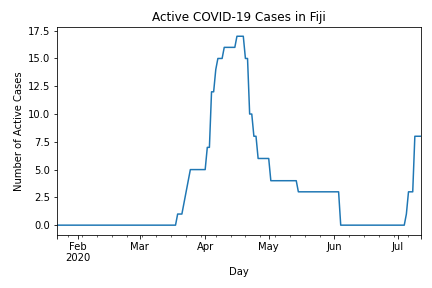 Active COVID-19 Cases in Fiji
Number of Active Cases
17.5
15.0
12.5
10.0
7.5
5.0
2.5
0.0
Feb Mar Apr May Jun Jul
2020
Day